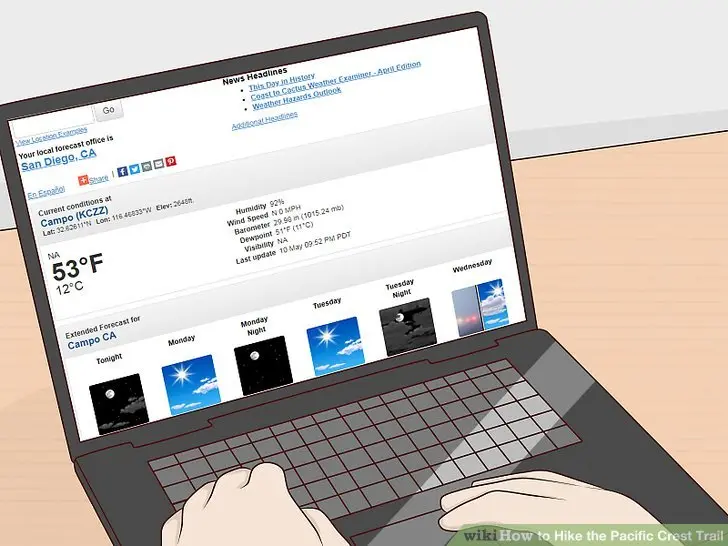 News Headlines
This Day in History
Coast to Cactus Weather Examiner - April Edition
Weather Hazards Outlook
Additional Headlines
Go
View Location Examples
Your local forecast office is
San Diego, CA
En Español
Share |
Current conditions at
Campo (KCZZ)
Lat: 32.62611°N Lon: 116.46833°W Elev: 2648ft.
NA
53°F
12°C
Humidity 92%
Wind Speed N 0 MPH
Barometer 29.98 in (1015.24 mb)
Dewpoint 51°F (11°C)
Visibility NA
Last update 10 May 09:52 PM PDT
Extended Forecast for
Campo CA
Tonight
Monday
Monday
Night
Tuesday
Tuesday
Night
Wednesday
wikiHow to Hike the Pacific Crest Trail